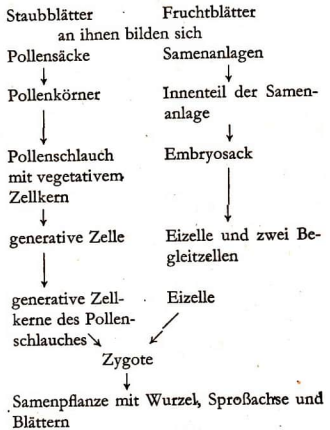 Staubblätter Fruchtblätter
an ihnen bilden sich
Pollensäcke Samenanlagen
Pollenkörner Innenteil der Samen-
anlage
Pollenschlauch Embryosack
mit vegetativem
Zellkern
generative Zelle Eizelle und zwei Be-
gleitzellen
generative Zell- Eizelle
kerne des Pollen-
schlauches
Zygote
Samenpflanze mit Wurzel, Sproßachse und
Blättern